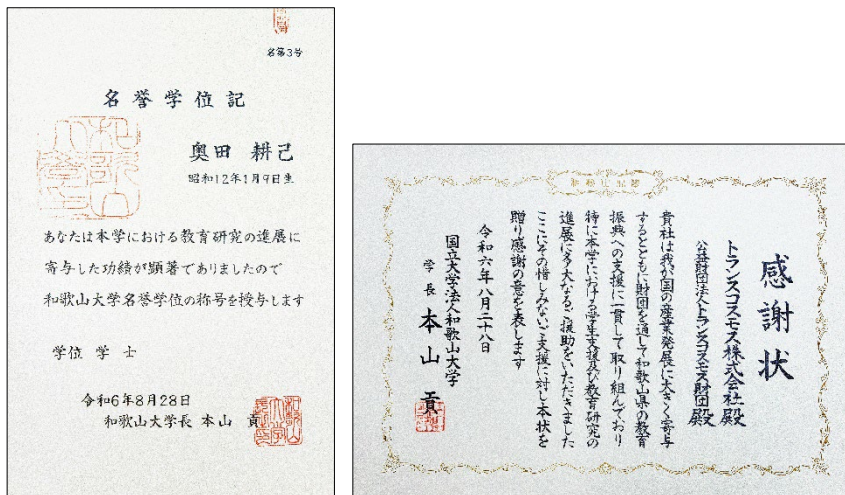 名第3号
名誉学位記
奥田 耕己
昭和12年1月9日生
あなたは本学における教育研究の進展に
寄与した功績が顕著でありましたので
和歌山大学名誉学位の称号を授与します
学位 学士
令和6年8月28日
和歌山大学長 本山 貢
感謝状
トランスコスモス株式会社殿
公益財団法人トランスコスモス財団殿
貴社は我が国の産業発展に大きく寄与
するとともに財団を通して和歌山県の教育
振興への支援に一貫して取り組んでおり
特に本学における学生支援及び教育研究の
進展に多大なるご援助をいただきました
ここにその惜しみないご支援に対し本状を
贈り感謝の意を表します
令和六年八月二十八日
国立大学法人和歌山大学
学長 本山 貢